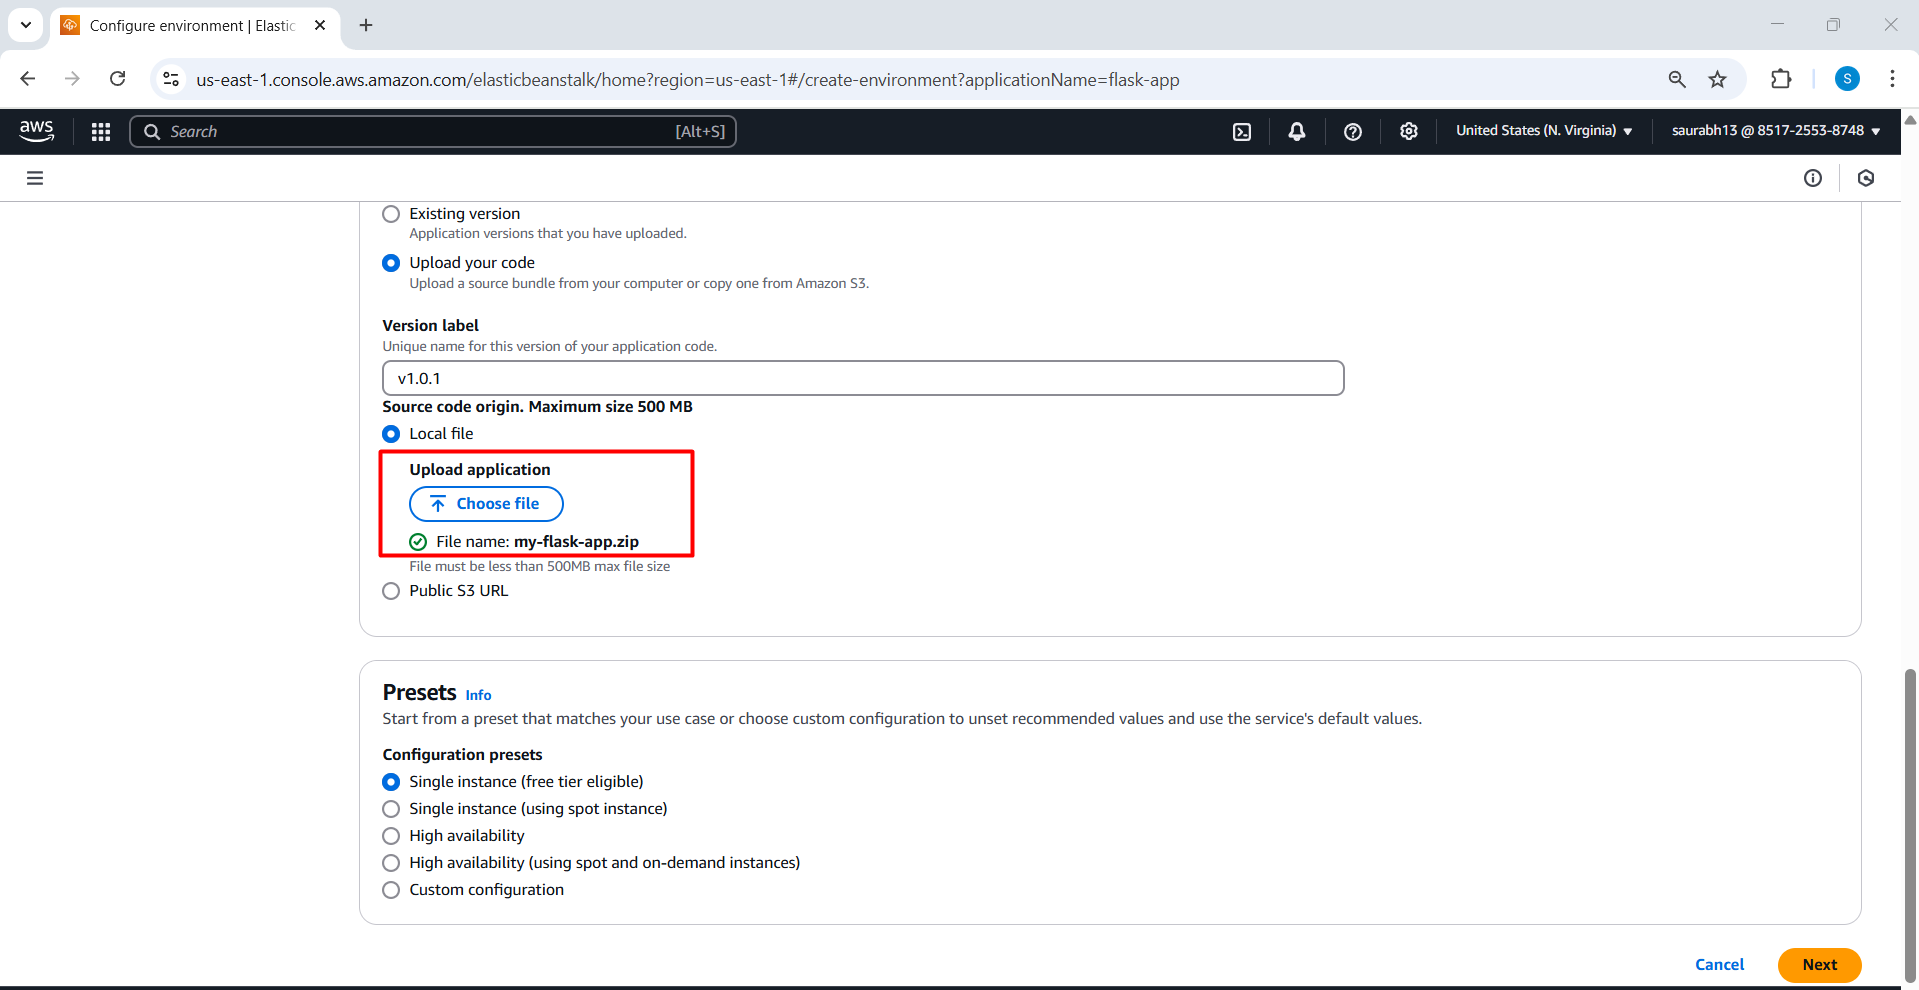 Configure environment | Elastic
us-east-1.console.aws.amazon.com/elasticbeanstalk/home?region=us-east-1#/create-environment?applicationName=flask-app
S
aws
Search
[Alt+S]
United States (N. Virginia)
saurabh13 @ 8517-2553-8748
Existing version
Application versions that you have uploaded.
Upload your code
Upload a source bundle from your computer or copy one from Amazon S3.
Version label
Unique name for this version of your application code.
v1.0.1
Source code origin. Maximum size 500 MB
Local file
Upload application
Choose file
File name: my-flask-app.zip
File must be less than 500MB max file size
Public S3 URL
Presets Info
Start from a preset that matches your use case or choose custom configuration to unset recommended values and use the service's default values.
Configuration presets
Single instance (free tier eligible)
Single instance (using spot instance)
High availability
High availability (using spot and on-demand instances)
Custom configuration
Cancel
Next